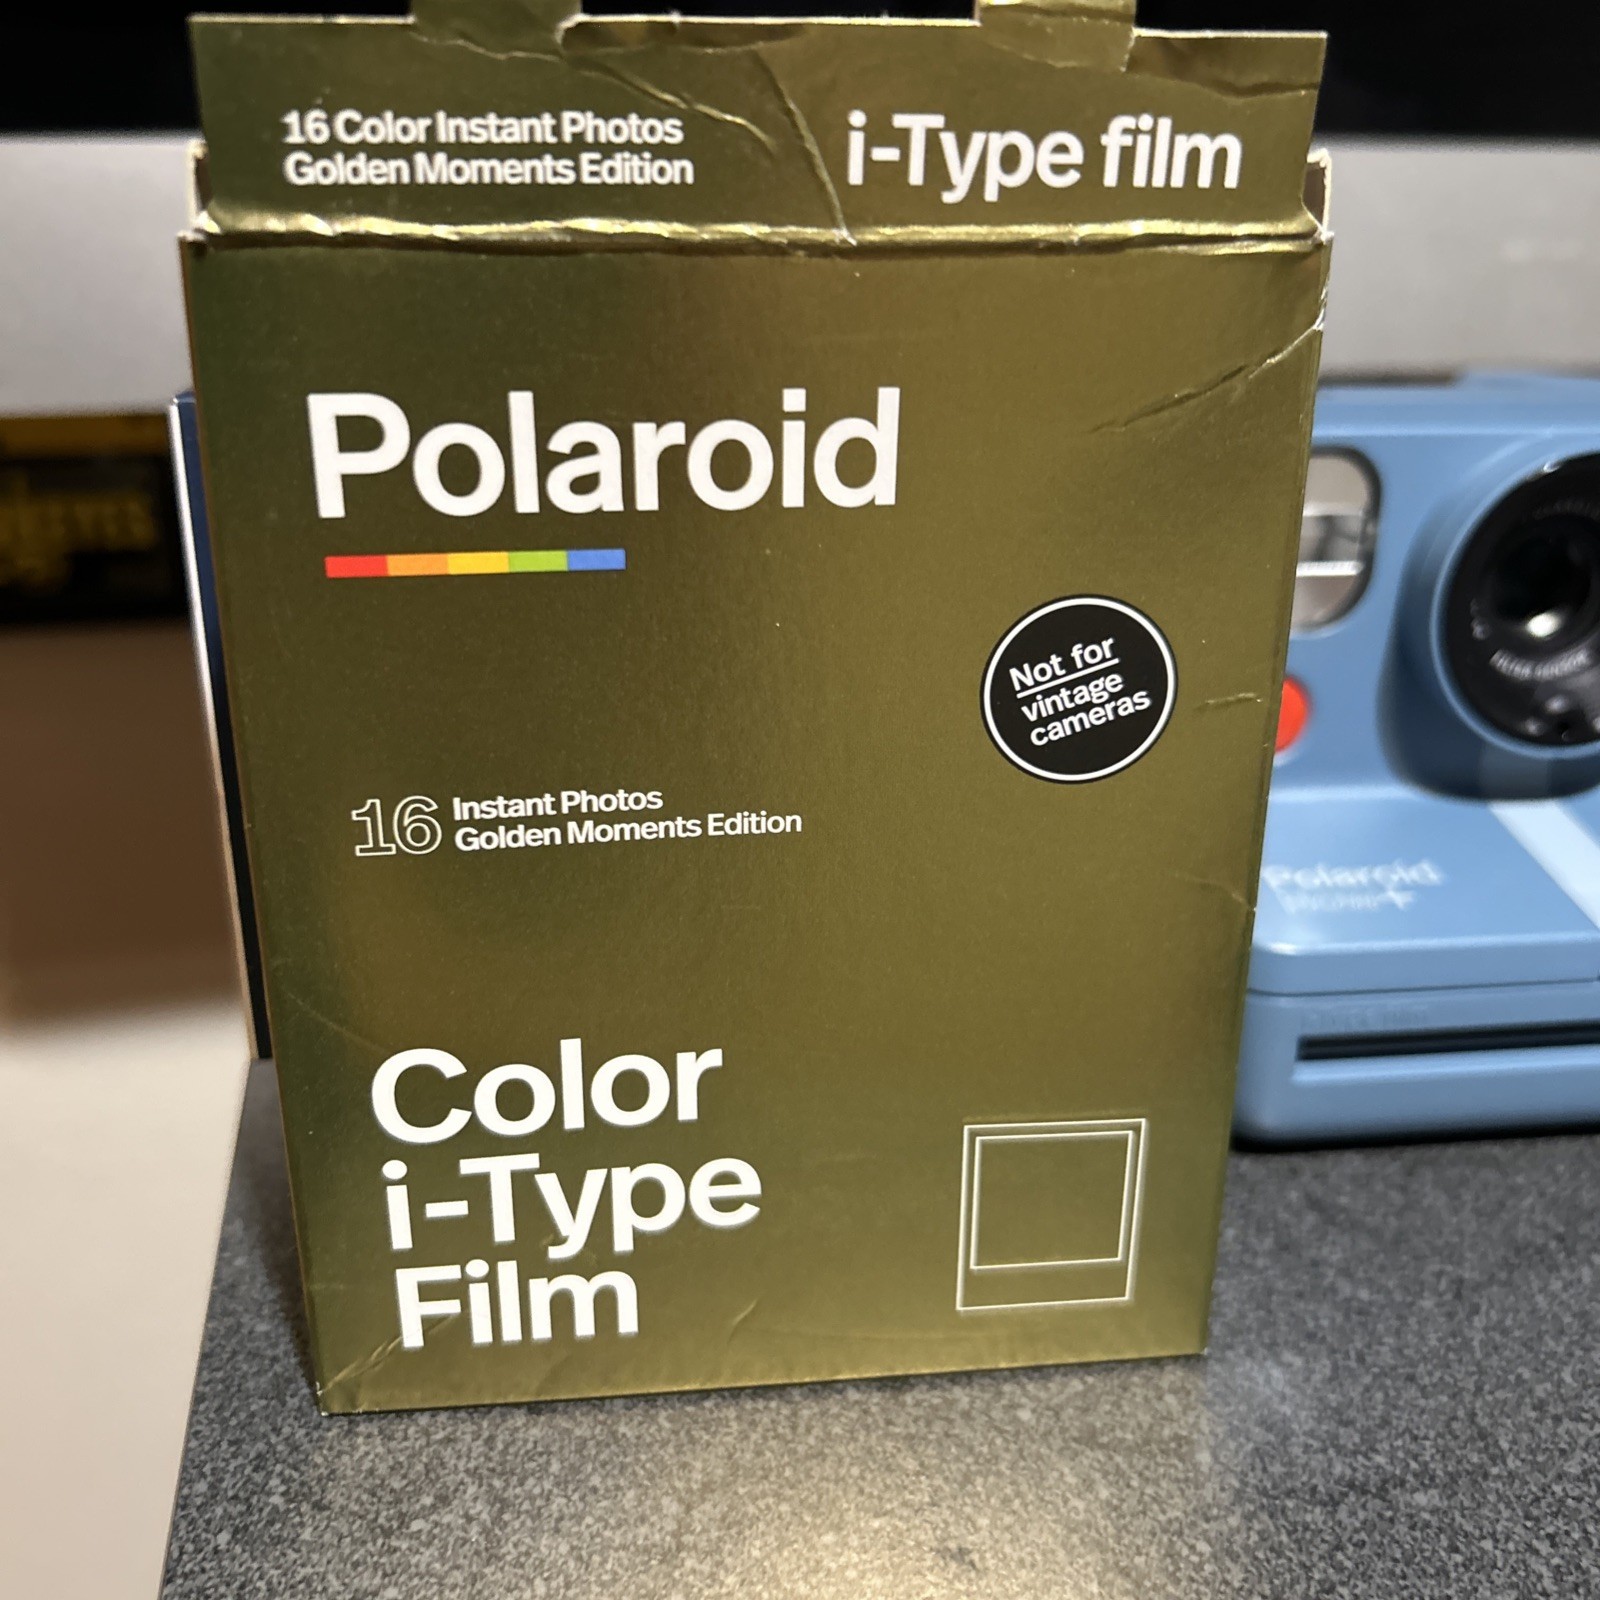 16 Color Instant Photos
Golden Moments Edition
i-Type film
Polaroid
Not for
vintage
cameras
16
Instant Photos
Golden Moments Edition
Color
i-Type
Film
Polaroid